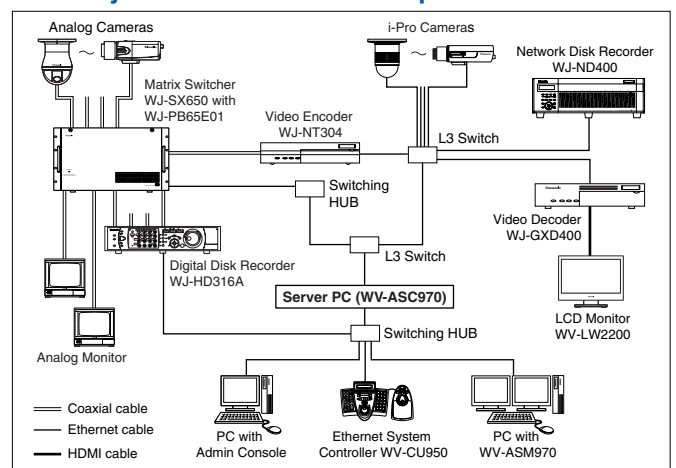 Analog Cameras
i-Pro Cameras
Network Disk Recorder
WJ-ND400
Matrix Switcher
WJ-SX650 with
WJ-PB65E01
Video Encoder
WJ-NT304
L3 Switch
Switching
HUB
Panasonic
Video Decoder
WJ-GXD400
L3 Switch
Digital Disk Recorder
WJ-HD316A
Server PC (WV-ASC970)
LCD Monitor
WV-LW2200
Switching HUB
Analog Monitor
Coaxial cable
Ethernet cable
HDMI cable
PC with
Admin Console
Ethernet System
Controller WV-CU950
PC with
WV-ASM970